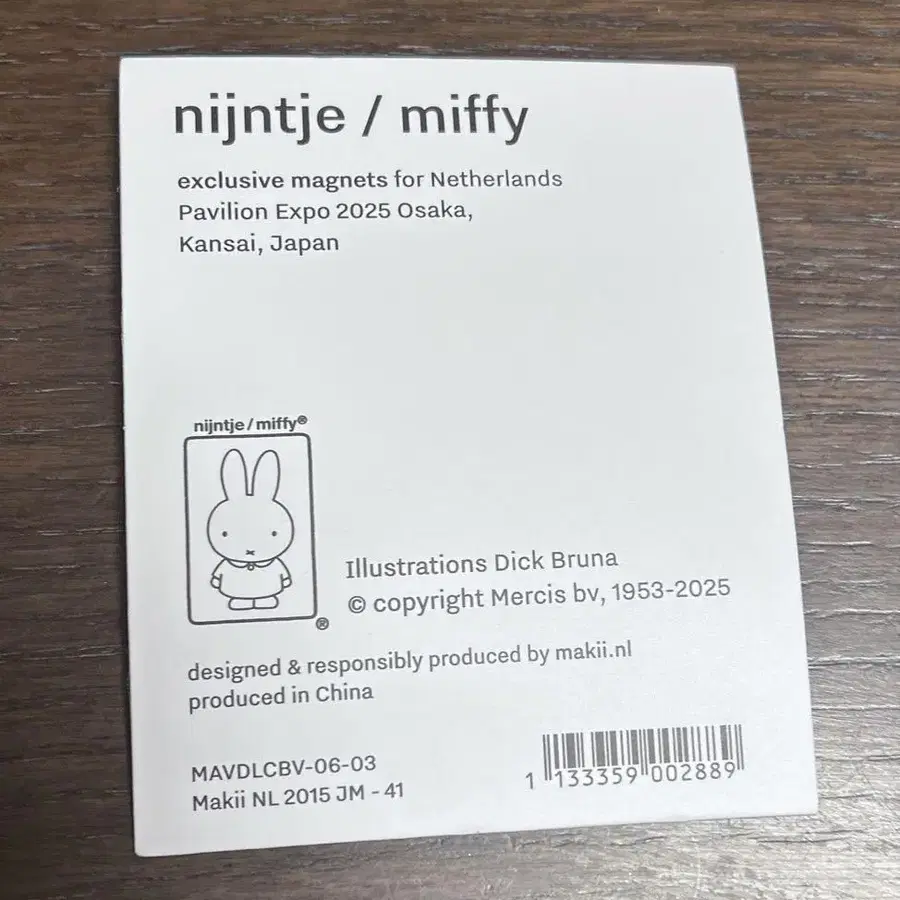 nijntje / miffy
exclusive magnets for Netherlands
Pavilion Expo 2025 Osaka,
Kansai, Japan
nijntje/miffy®
®
Illustrations Dick Bruna
© copyright Mercis bv, 1953-2025
designed & responsibly produced by makii.nl
produced in China
MAVDLCBV-06-03
Makii NL 2015 JM - 41
1 133359 002889